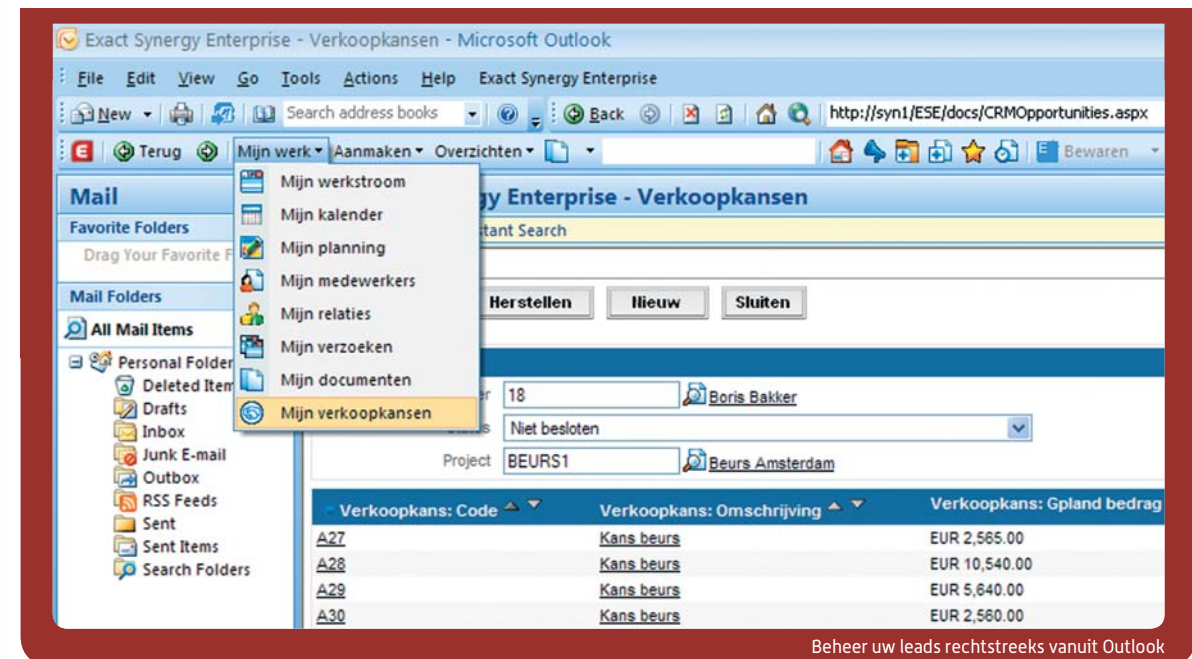 Exact Synergy Enterprise - Verkoopkansen - Microsoft Outlook
File Edit View Go Tools Actions Help Exact Synergy Enterprise
New Search address books Back http://syn1/ESE/docs/CRMOpportunities.aspx
Terug Mijn werk Aanmaken Overzichten Bewaren
Mail
Enterprise - Verkoopkansen
Favorite Folders
Search
Drag Your Favorite
Mail Folders
All Mail Items
Personal Folder
Deleted Item
Drafts
Inbox
Junk E-mail
Outbox
RSS Feeds
Sent
Sent Items
Search Folders
Mijn werkstroom
Mijn kalender
Mijn planning
Mijn medewerkers
Mijn relaties
Mijn verzoeken
Mijn documenten
Mijn verkoopkansen
Herstellen Nieuw Sluiten
18 Boris Bakker
Niet besloten
Project BEURS1 Beurs Amsterdam
Verkoopkans: Code Verkoopkans: Omschrijving Verkoopkans: Gpland bedrag
A27 Kans beurs EUR 2,565.00
A28 Kans beurs EUR 10,540.00
A29 Kans beurs EUR 5,640.00
A30 Kans beurs EUR 2,560.00
Beheer uw leads rechtstreeks vanuit Outlook